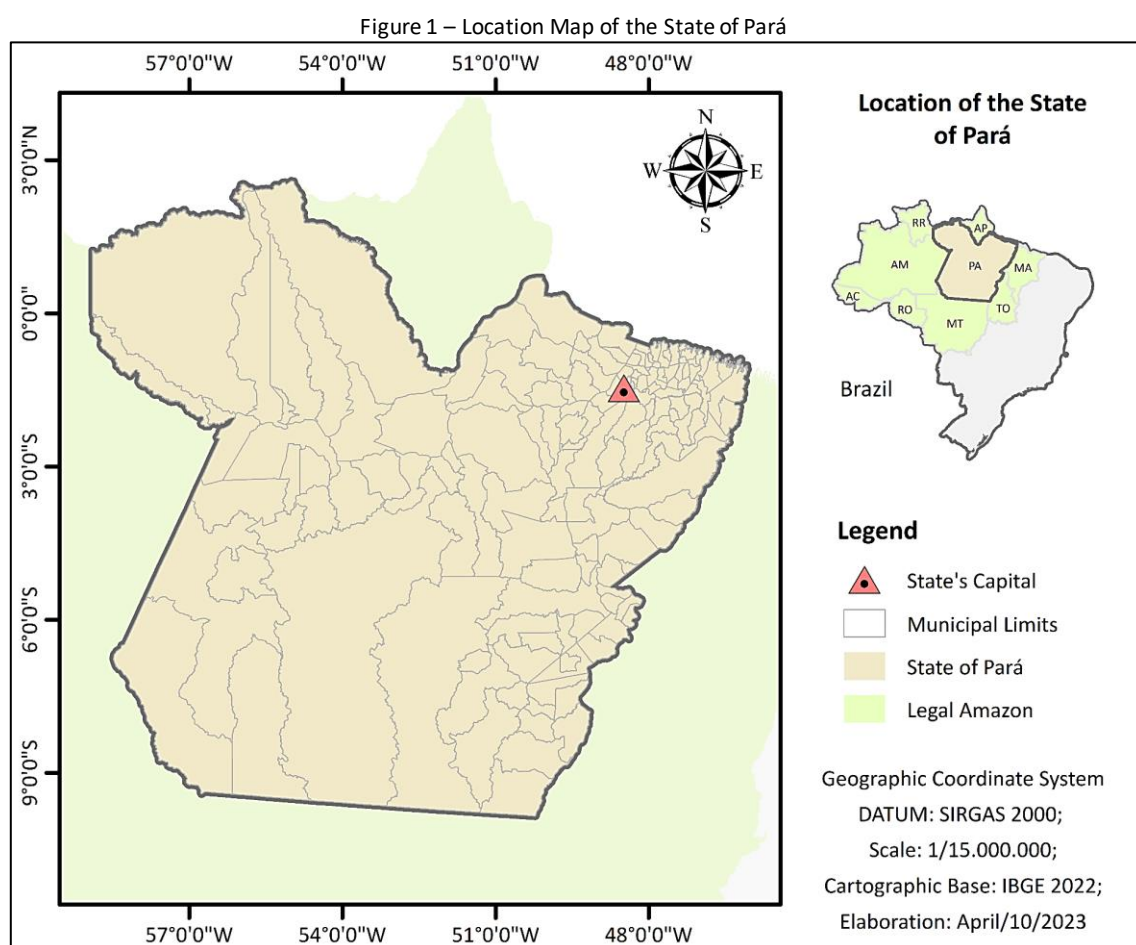 Figure 1 – Location Map of the State of Pará
57°0'0"W 54°0'0"W 51°0'0"W 48°0'0"W
3°0'0"N
0°0'0"
3°0'0"S
6°0'0"S
9°0'0"S
N
W E
S
57°0'0"W 54°0'0"W 51°0'0"W 48°0'0"W
Location of the State
of Pará
RR
AP
AM
PA
MA
AC
RO
TO
MT
Brazil
Legend
State's Capital
Municipal Limits
State of Pará
Legal Amazon
Geographic Coordinate System
DATUM: SIRGAS 2000;
Scale: 1/15.000.000;
Cartographic Base: IBGE 2022;
Elaboration: April/10/2023